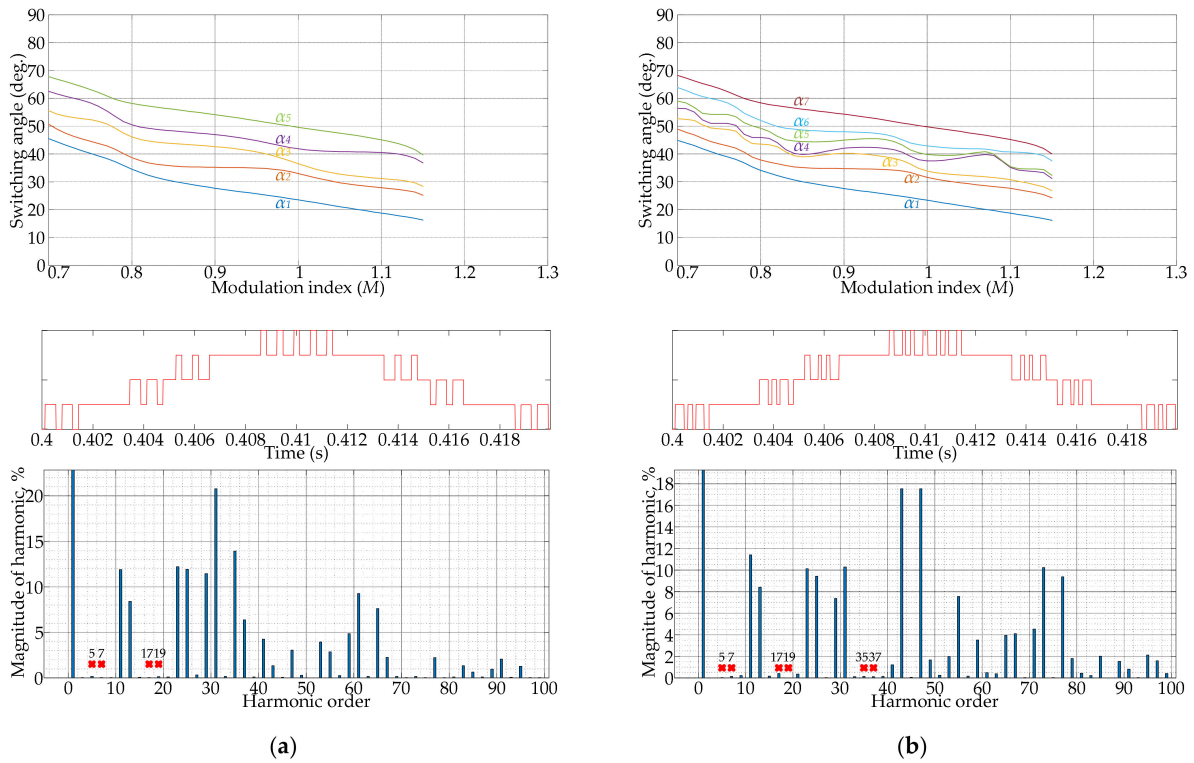 90
80
70
60
50
40
30
20
10
0
Switching angle (deg.)
α5
α4
α3
α2
α1
0.7 0.8 0.9 1 1.1 1.2 1.3
Modulation index (M)
90
80
70
60
50
40
30
20
10
0
Switching angle (deg.)
α7
α6
α5
α4
α3
α2
α1
0.7 0.8 0.9 1 1.1 1.2 1.3
Modulation index (M)
0.4 0.402 0.404 0.406 0.408 0.41 0.412 0.414 0.416 0.418
Time (s)
0.4 0.402 0.404 0.406 0.408 0.41 0.412 0.414 0.416 0.418
Time (s)
Magnitude of harmonic, %
20
15
10
5
0
5 7 1719
0 10 20 30 40 50 60 70 80 90 100
Harmonic order
Magnitude of harmonic, %
18
16
14
12
10
8
6
4
2
0
5 7 1719 3537
0 10 20 30 40 50 60 70 80 90 100
Harmonic order
(a)
(b)